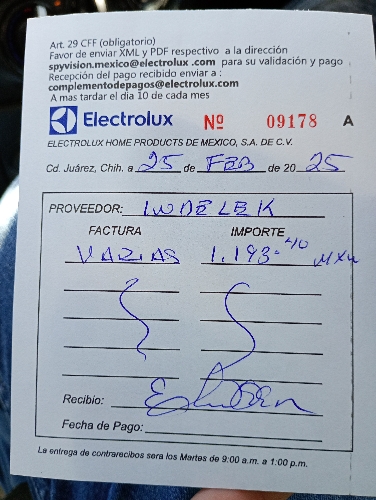 Art. 29 CFF (obligatorio)
Favor de enviar XML y PDF respectivo a la dirección
spyvision.mexico@electrolux .com para su validación y pago
Recepción del pago recibido enviar a :
complementodepagos@electrolux.com
A mas tardar el dia 10 de cada mes
Electrolux Nº 09178 A
ELECTROLUX HOME PRODUCTS DE MEXICO, S.A. DE C.V.
Cd. Juárez, Chih. a 25 de FEB de 20 25
PROVEEDOR: INDELEK
FACTURA IMPORTE
VARIAS 1,193.40 MXN
Recibio:
Fecha de Pago:
La entrega de contrarecibos sera los Martes de 9:00 a.m. a 1:00 p.m.